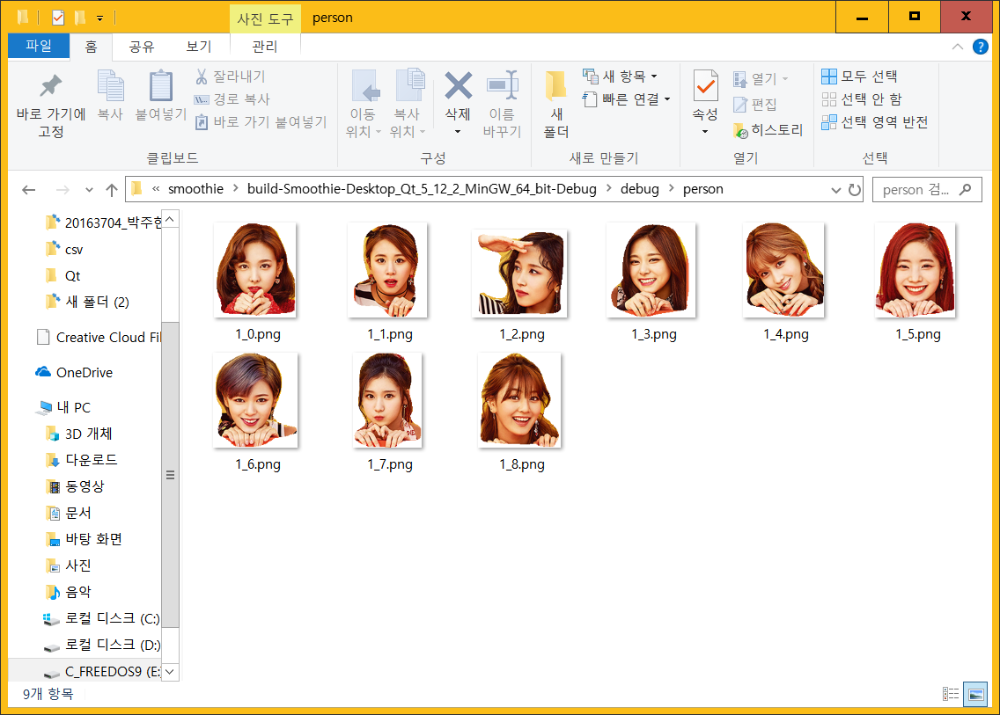 사진 도구 person
파일 홈 공유 보기 관리
바로 가기에 고정
복사
붙여넣기
잘라내기
경로 복사
바로 가기 붙여넣기
클립보드
이동 위치
복사 위치
삭제
이름 바꾸기
구성
새 폴더
새 항목
빠른 연결
새로 만들기
속성
열기
편집
히스토리
열기
모두 선택
선택 안 함
선택 영역 반전
선택
« smoothie > build-Smoothie-Desktop_Qt_5_12_2_MinGW_64_bit-Debug > debug > person
person 검...
20163704_박주현
csv
Qt
새 폴더 (2)
Creative Cloud Fil
OneDrive
내 PC
3D 개체
다운로드
동영상
문서
바탕 화면
사진
음악
로컬 디스크 (C:)
로컬 디스크 (D:)
C_FREEDOS9 (E:
1_0.png 1_1.png 1_2.png 1_3.png 1_4.png 1_5.png
1_6.png 1_7.png 1_8.png
9개 항목